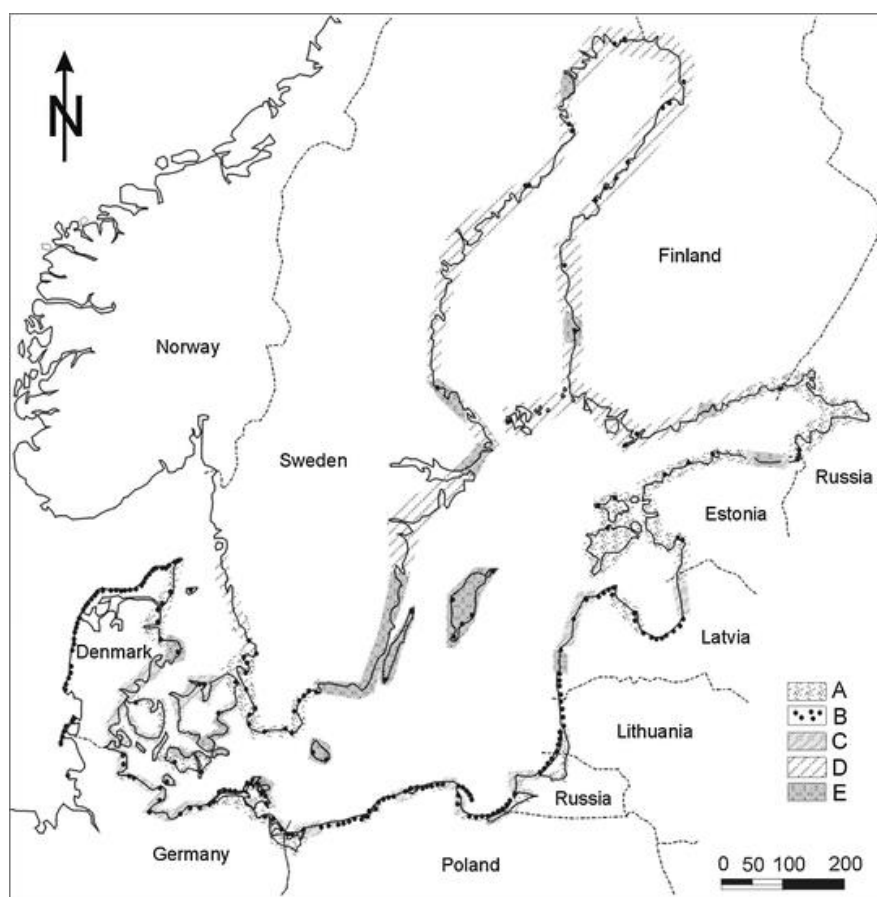 N
Finland
Norway
Sweden
Russia
Estonia
Denmark
Latvia
A
B
Lithuania
C
D
Russia
E
Germany
Poland
0 50 100 200